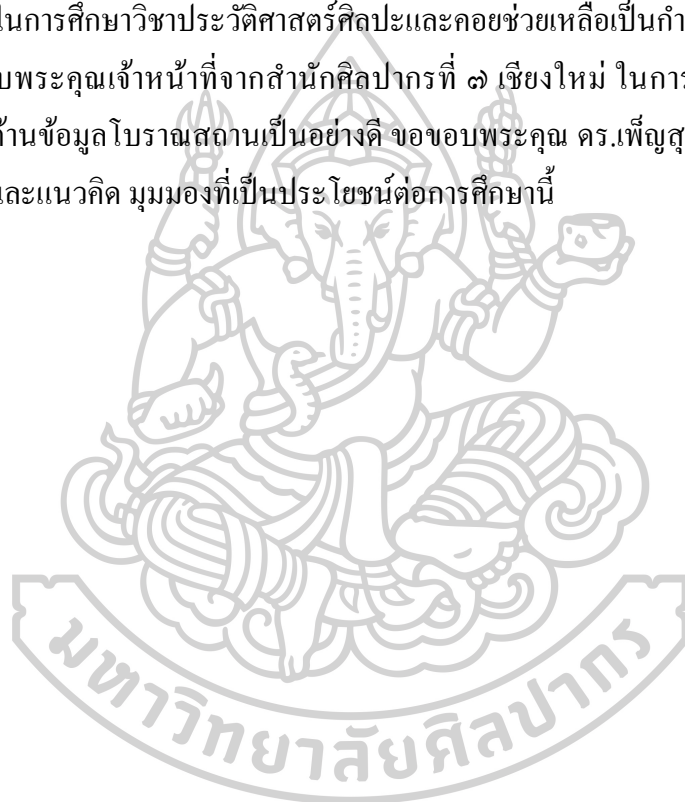 ในการศึกษาวิชาประวัติศาสตร์ศิลปะและคอยช่วยเหลือเป็นกำ
บพระคุณเจ้าหน้าที่จากสำนักศิลปากรที่ ๗ เชียงใหม่ ในการ
ด้านข้อมูลโบราณสถานเป็นอย่างดี ขอขอบพระคุณ ดร.เพ็ญสุ
และแนวคิด มุมมองที่เป็นประโยชน์ต่อการศึกษานี้
มหาวิทยาลัยศิลปากร